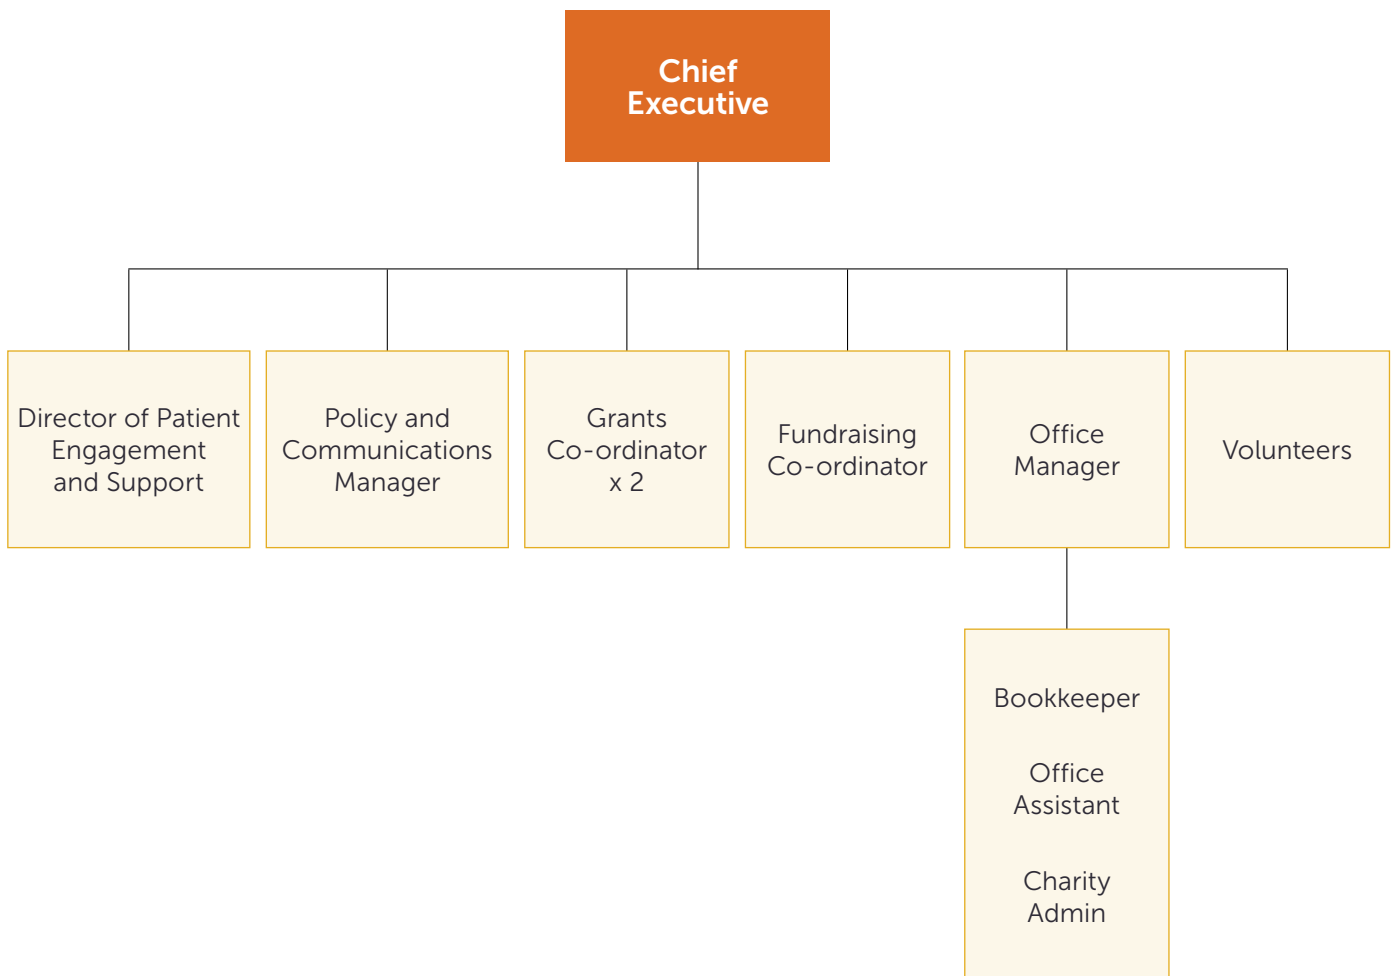 Chief
Executive
Director of Patient
Engagement
and Support
Policy and
Communications
Manager
Grants
Co-ordinator
x 2
Fundraising
Co-ordinator
Office
Manager
Volunteers
Bookkeeper
Office
Assistant
Charity
Admin